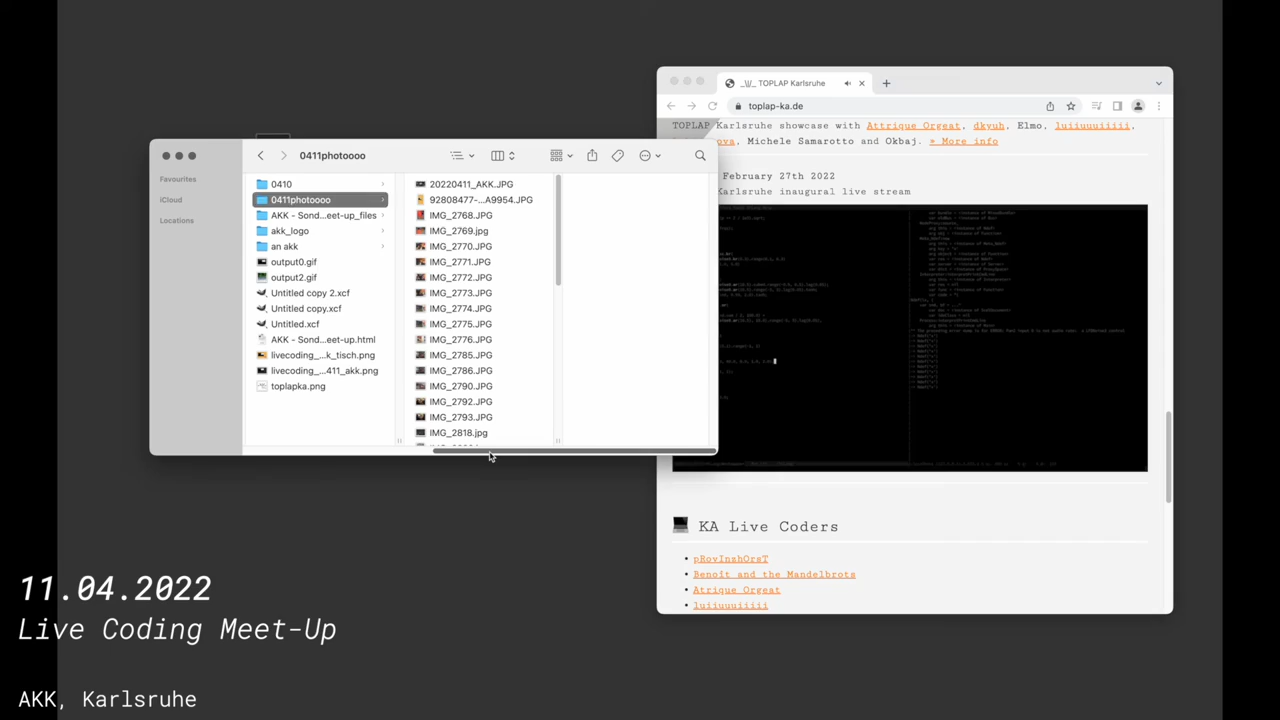 0411photoooo
Favourites
iCloud
Locations
0410
0411photoooo
AKK - Sond...eet-up_files
akk_logo
an akk
output0.gif
output2.gif
Untitled copy 2.xcf
Untitled copy.xcf
Untitled.xcf
AKK - Sond...eet-up.html
livecoding_...k_tisch.png
livecoding_...411_akk.png
toplapka.png
20220411_AKK.JPG
92808477-...A9954.JPG
IMG_2768.JPG
IMG_2769.jpg
IMG_2770.JPG
IMG_2771.JPG
IMG_2772.JPG
IMG_2773.JPG
IMG_2774.JPG
IMG_2775.JPG
IMG_2776.JPG
IMG_2785.JPG
IMG_2786.JPG
IMG_2790.JPG
IMG_2792.JPG
IMG_2793.JPG
IMG_2818.jpg
_\\/_ TOPLAP Karlsruhe
toplap-ka.de
TOPLAP Karlsruhe showcase with Attrique Orgeat, dkyuh, Elmo, luiiuuuiiiii,
ova, Michele Samarotto and Okbaj. » More info
February 27th 2022
Karlsruhe inaugural live stream
KA Live Coders
• pRovInzhOrsT
• Benoît and the Mandelbrots
• Atrique Orgeat
• luiiuuuiiiii
11.04.2022
Live Coding Meet-Up
AKK, Karlsruhe